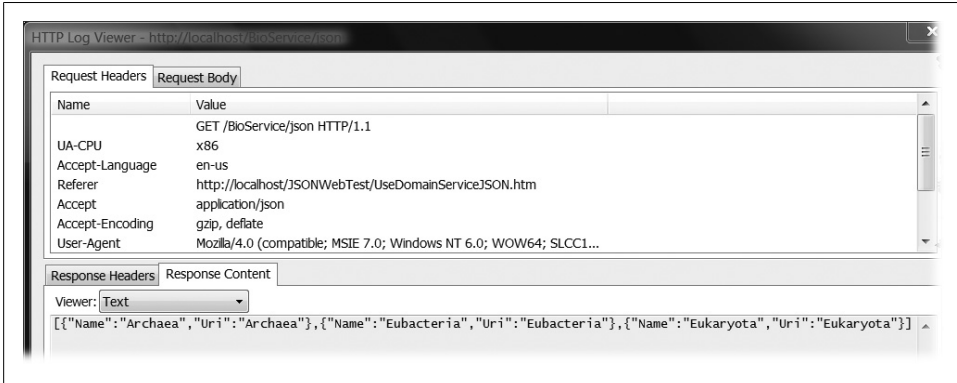 HTTP Log Viewer - http://localhost/BioService/json
Request Headers Request Body
Name Value
GET /BioService/json HTTP/1.1
UA-CPU x86
Accept-Language en-us
Referer http://localhost/JSONWebTest/UseDomainServiceJSON.htm
Accept application/json
Accept-Encoding gzip, deflate
User-Agent Mozilla/4.0 (compatible; MSIE 7.0; Windows NT 6.0; WOW64; SLCC1...
Response Headers Response Content
Viewer: Text
[{"Name":"Archaea","Uri":"Archaea"},{"Name":"Eubacteria","Uri":"Eubacteria"},{"Name":"Eukaryota","Uri":"Eukaryota"}]